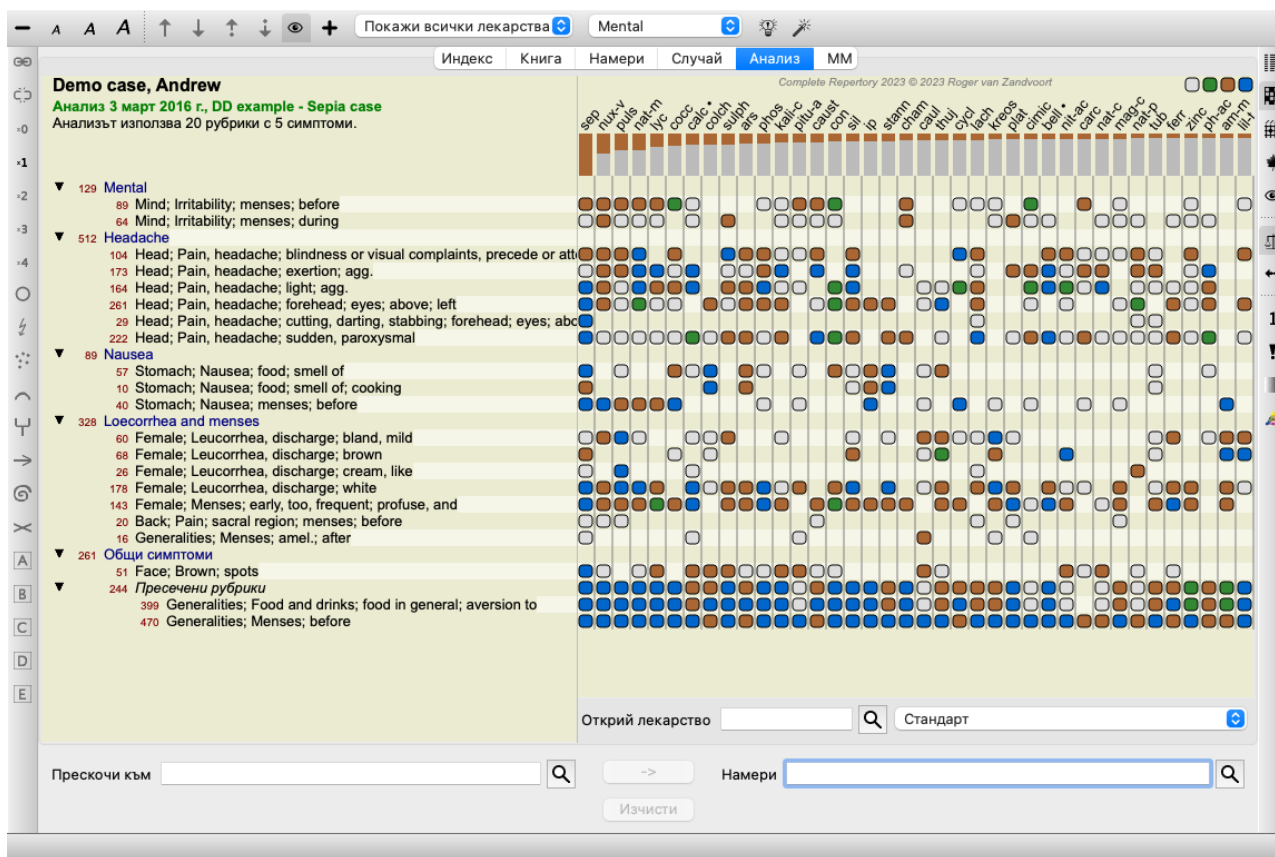 A A A Покажи всички лекарства Mental
Индекс Книга Намери Случай Анализ ММ
Demo case, Andrew
Complete Repertory 2023 © 2023 Roger van Zandvoort
Анализ 3 март 2016 г., DD example - Sepia case
Анализът използва 20 рубрики с 5 симптоми.
sep nux-v puls nat-m lyc cocc calc • colch sulph ars phos kali-c pitu-a caust con sil ip stann cham caul thuj cycl lach kreos plat cimic bell • nit-ac carc nat-c mag-c nat-p tub ferr zinc ph-ac am-m lil-t
×0
×1
×2
×3
×4
129 Mental
89 Mind; Irritability; menses; before
64 Mind; Irritability; menses; during
512 Headache
104 Head; Pain, headache; blindness or visual complaints, precede or atte
173 Head; Pain, headache; exertion; agg.
164 Head; Pain, headache; light; agg.
261 Head; Pain, headache; forehead; eyes; above; left
29 Head; Pain, headache; cutting, darting, stabbing; forehead; eyes; abo
222 Head; Pain, headache; sudden, paroxysmal
89 Nausea
57 Stomach; Nausea; food; smell of
10 Stomach; Nausea; food; smell of; cooking
40 Stomach; Nausea; menses; before
328 Loecorrhea and menses
60 Female; Leucorrhea, discharge; bland, mild
68 Female; Leucorrhea, discharge; brown
26 Female; Leucorrhea, discharge; cream, like
178 Female; Leucorrhea, discharge; white
143 Female; Menses; early, too, frequent; profuse, and
20 Back; Pain; sacral region; menses; before
16 Generalities; Menses; amel.; after
261 Общи симптоми
51 Face; Brown; spots
244 Пресечени рубрики
399 Generalities; Food and drinks; food in general; aversion to
470 Generalities; Menses; before
A
B
C
D
E
Открий лекарство Стандарт
Прескочи към -> Намери
Изчисти